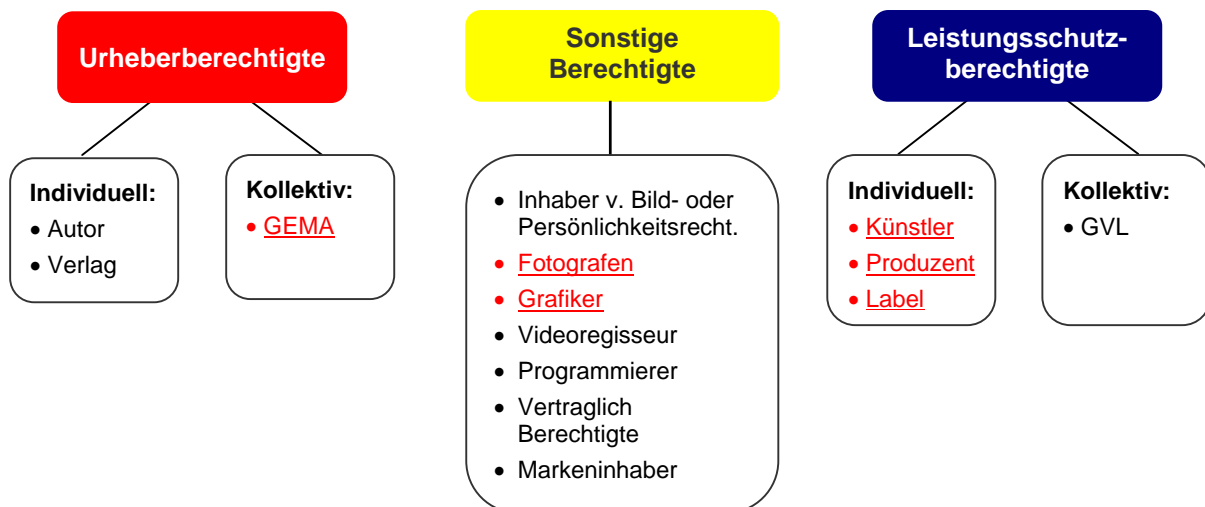 Urheberberechtigte
Individuell:
• Autor
• Verlag
Kollektiv:
• GEMA
Sonstige
Berechtigte
• Inhaber v. Bild- oder
Persönlichkeitsrecht.
• Fotografen
• Grafiker
• Videoregisseur
• Programmierer
• Vertraglich
Berechtigte
• Markeninhaber
Leistungsschutz-
berechtigte
Individuell:
• Künstler
• Produzent
• Label
Kollektiv:
• GVL